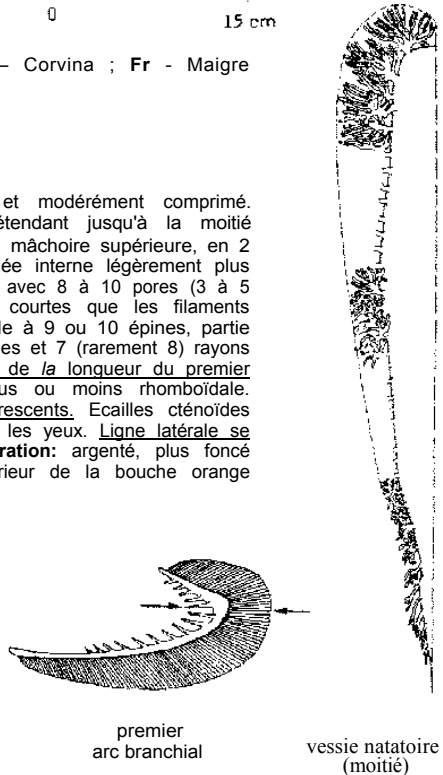 0 15 cm
– Corvina ; Fr - Maigre
et modérément comprimé.
étendant jusqu'à la moitié
mâchoire supérieure, en 2
ée interne légèrement plus
avec 8 à 10 pores (3 à 5
courtes que les filaments
le à 9 ou 10 épines, partie
es et 7 (rarement 8) rayons
de la longueur du premier
us ou moins rhomboïdale.
rescents. Ecailles cténoïdes
les yeux. Ligne latérale se
ration: argenté, plus foncé
érieur de la bouche orange
premier
arc branchial
vessie natatoire
(moitié)